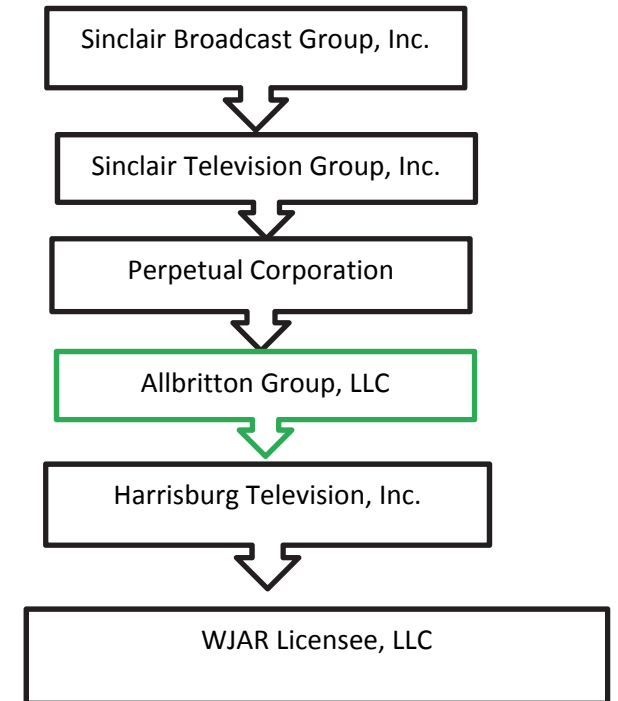 Sinclair Broadcast Group, Inc.
Sinclair Television Group, Inc.
Perpetual Corporation
Allbritton Group, LLC
Harrisburg Television, Inc.
WJAR Licensee, LLC